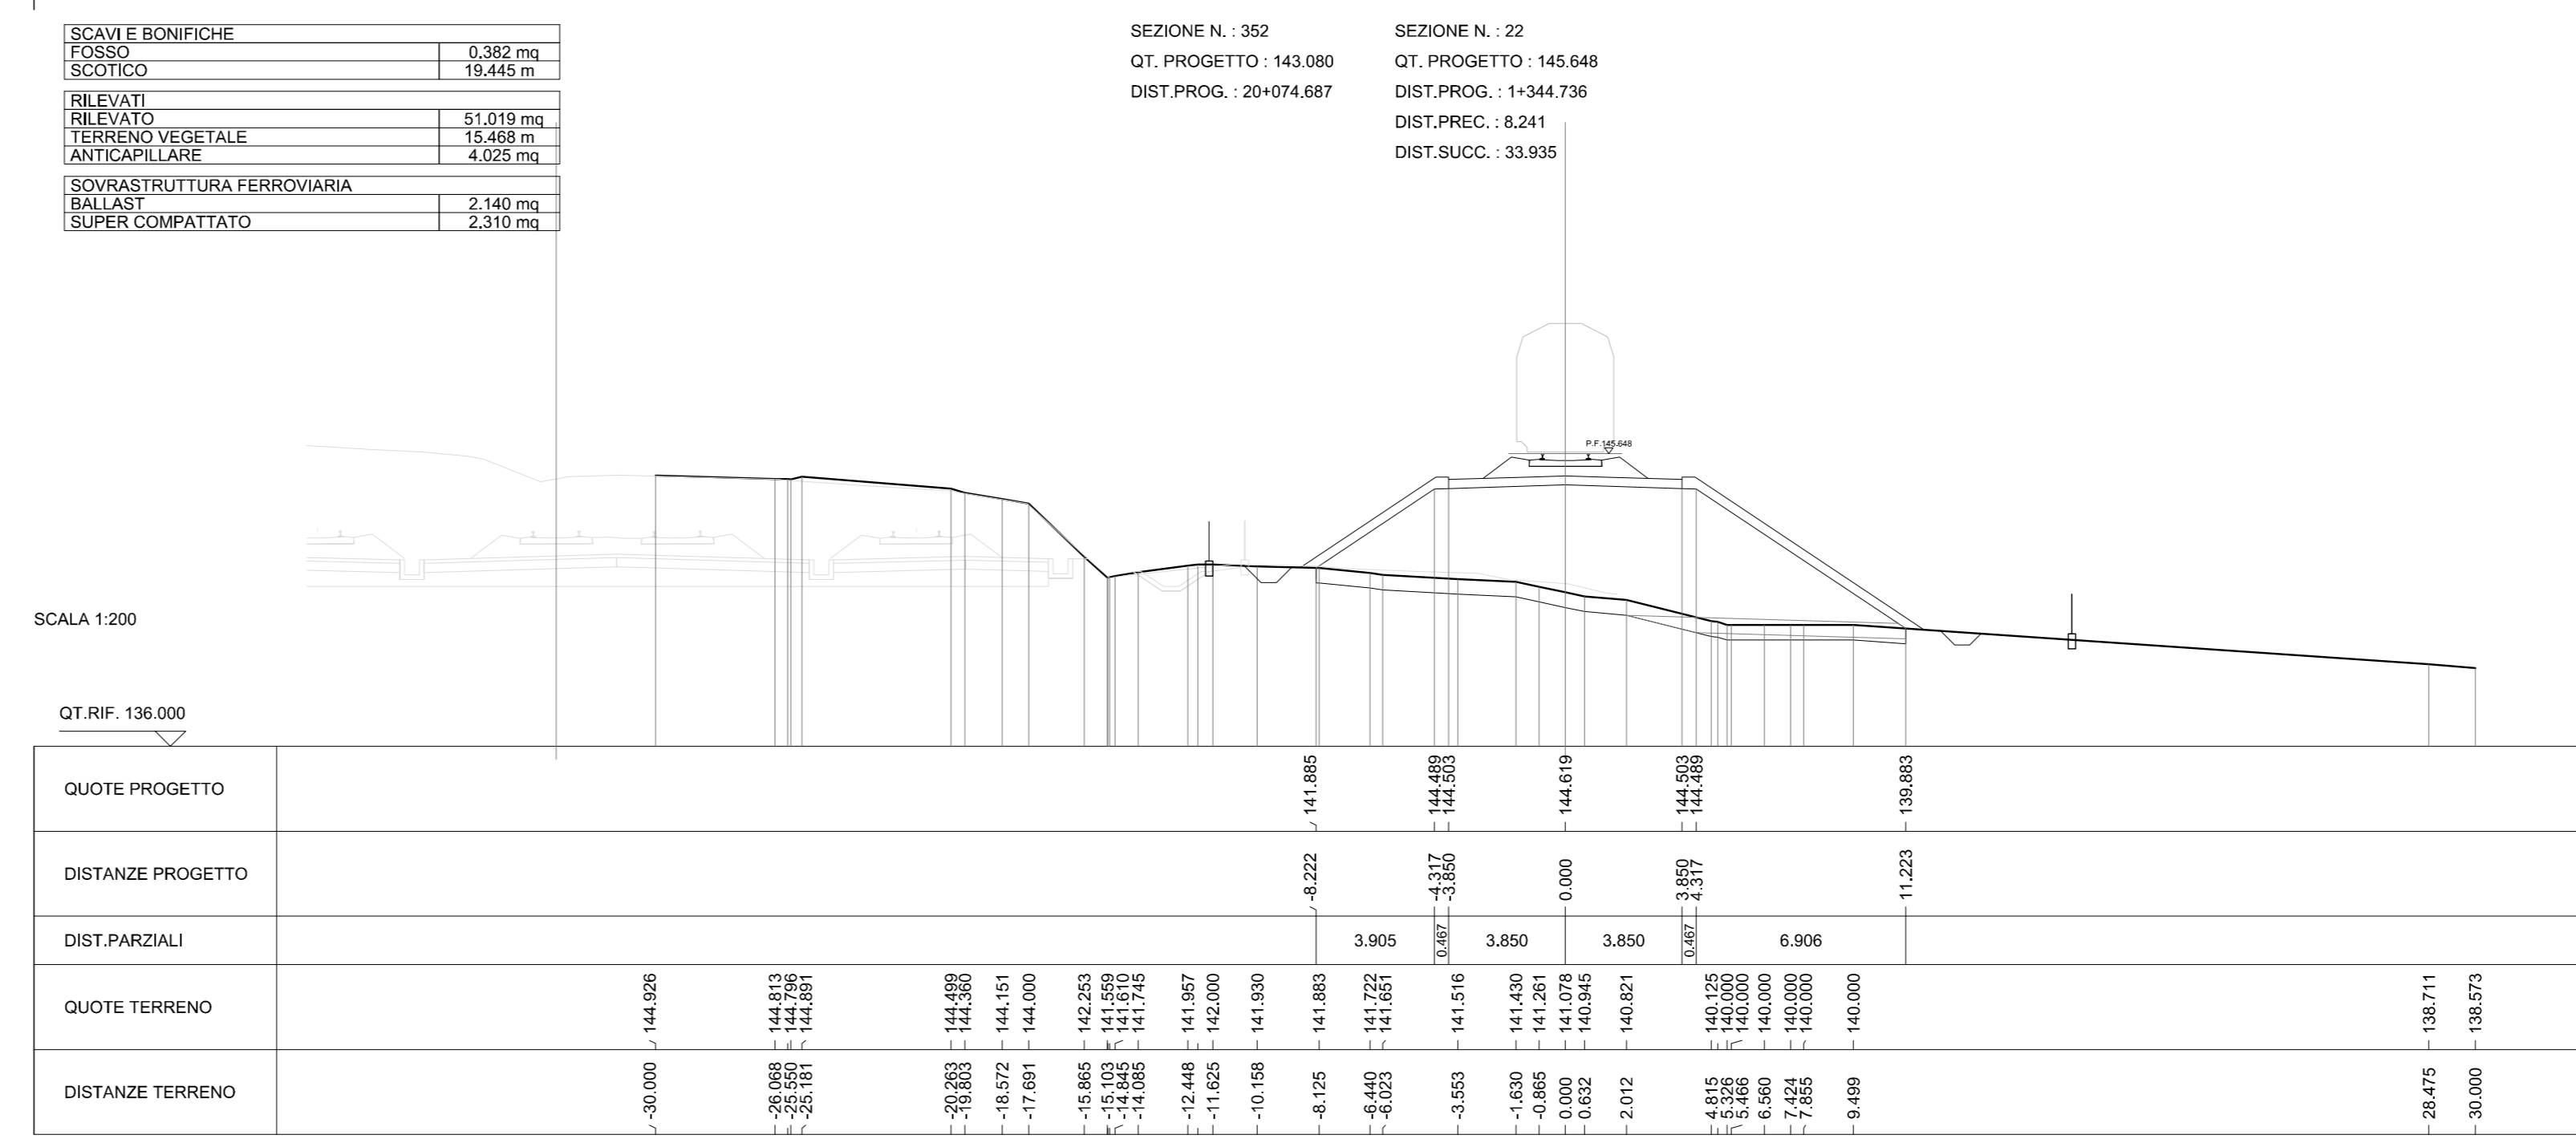 SCAVI E BONIFICHE
FOSSO 0.382 mq
SCOTICO 19.445 m
RILEVATI
RILEVATO 51.019 mq
TERRENO VEGETALE 15.468 m
ANTICAPILLARE 4.025 mq
SOVRASTRUTTURA FERROVIARIA
BALLAST 2.140 mq
SUPER COMPATTATO 2.310 mq
SEZIONE N. : 352
QT. PROGETTO : 143.080
DIST.PROG. : 20+074.687
SEZIONE N. : 22
QT. PROGETTO : 145.648
DIST.PROG. : 1+344.736
DIST.PREC. : 8.241
DIST.SUCC. : 33.935
P.F.145.648
SCALA 1:200
QT.RIF. 136.000
QUOTE PROGETTO 141.885 144.489 144.503 144.619 144.503 144.489 139.883
DISTANZE PROGETTO -8.222 -4.317 -3.850 0.000 3.850 4.317 11.223
DIST.PARZIALI 3.905 0.467 3.850 3.850 0.467 6.906
QUOTE TERRENO 144.926 144.813 144.796 144.891 144.499 144.360 144.151 144.000 142.253 141.559 141.610 141.745 141.957 142.000 141.930 141.883 141.722 141.651 141.516 141.430 141.261 141.078 140.945 140.821 140.125 140.000 140.000 140.000 140.000 140.000 140.000 138.711 138.573
DISTANZE TERRENO -30.000 -26.068 -25.550 -25.181 -20.263 -19.803 -18.572 -17.691 -15.865 -15.103 -14.845 -14.085 -12.448 -11.625 -10.158 -8.125 -6.440 -6.023 -3.553 -1.630 -0.865 0.000 0.632 2.012 4.815 5.326 5.466 6.560 7.424 7.855 9.499 28.475 30.000